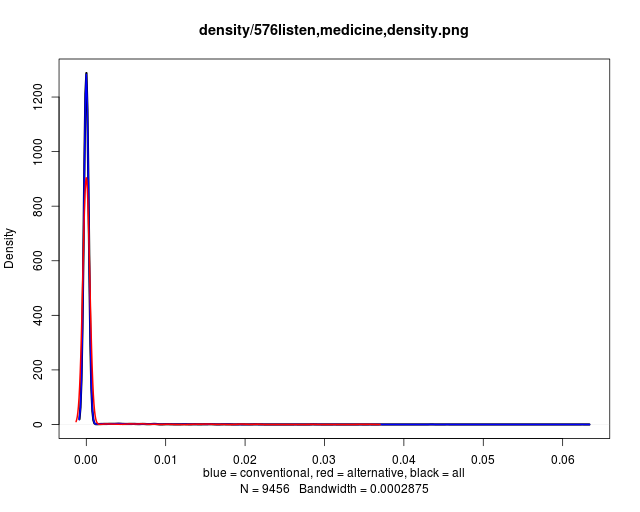 density/576listen,medicine,density.png
Density
1200
1000
800
600
400
200
0
0.00 0.01 0.02 0.03 0.04 0.05 0.06
blue = conventional, red = alternative, black = all
N = 9456 Bandwidth = 0.0002875